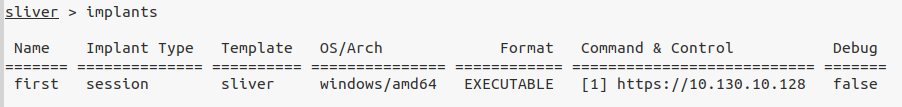 sliver > implants
Name Implant Type Template OS/Arch Format Command & Control Debug
======= ============== ========== =============== ============ ============================ =======
first session sliver windows/amd64 EXECUTABLE [1] https://10.130.10.128 false